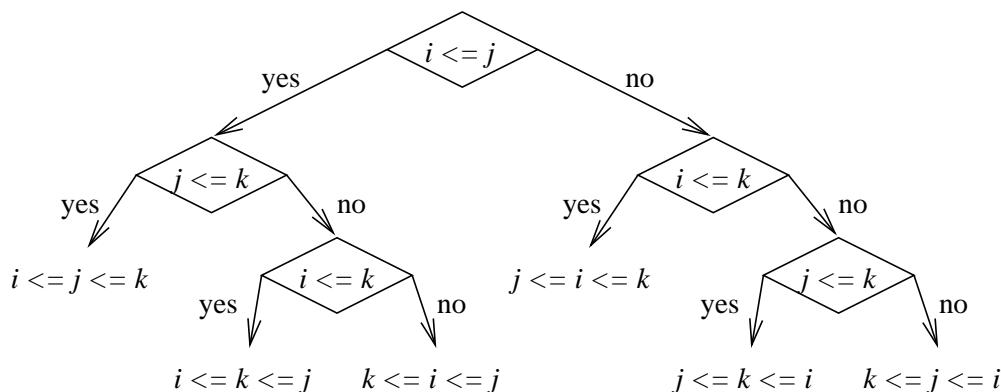 i <= j
yes
no
j <= k
i <= k
yes
no
yes
no
i <= j <= k
i <= k
j <= i <= k
j <= k
yes
no
yes
no
i <= k <= j
k <= i <= j
j <= k <= i
k <= j <= i